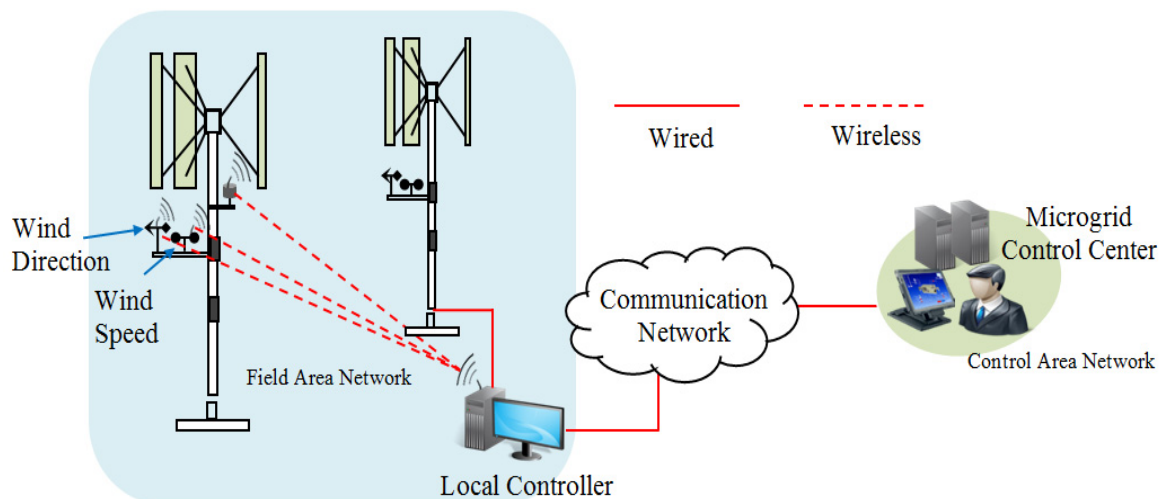 Wired
Wireless
Wind
Direction
Wind
Speed
Microgrid
Control Center
Communication
Network
Field Area Network
Control Area Network
Local Controller